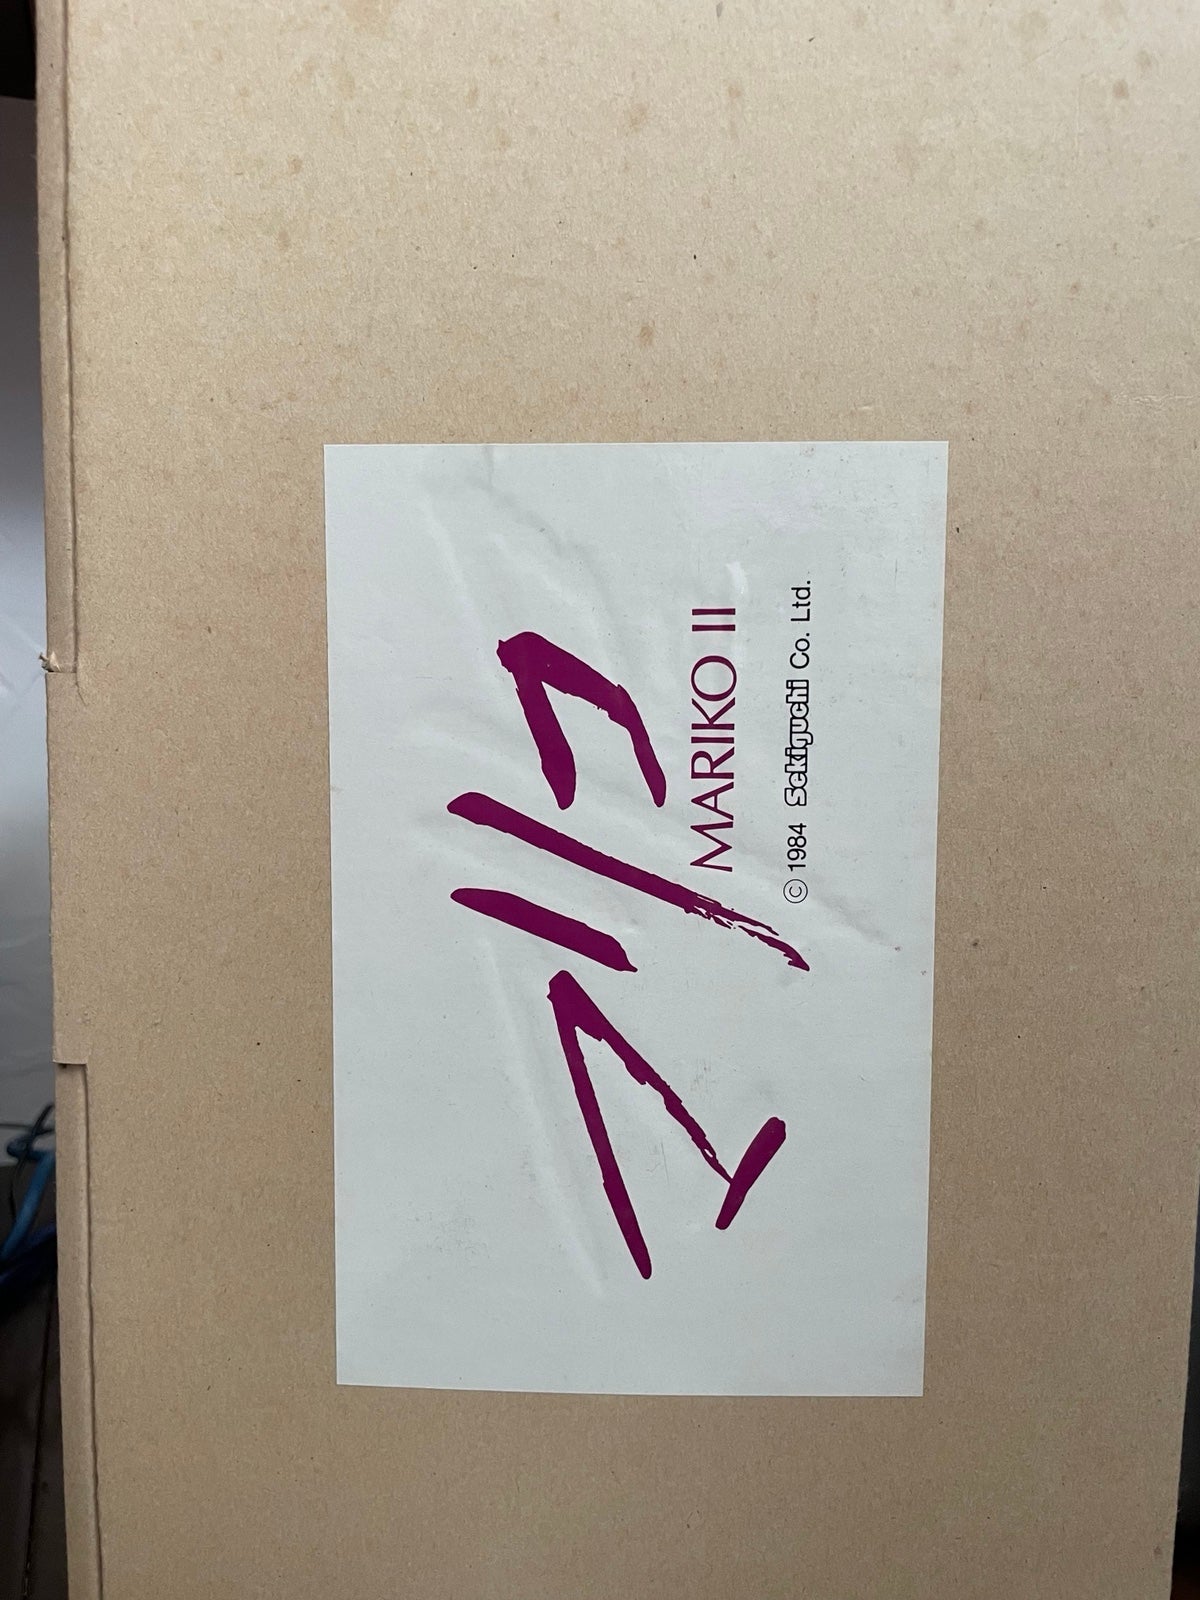 マリコ
MARIKO II
© 1984 Sekiguchi Co. Ltd.